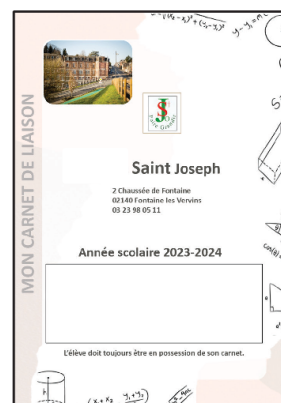 MON CARNET DE LIAISON
Saint Joseph
2 Chaussée de Fontaine
02140 Fontaine les Vervins
03 23 98 05 11
Année scolaire 2023-2024
L'élève doit toujours être en possession de son carnet.